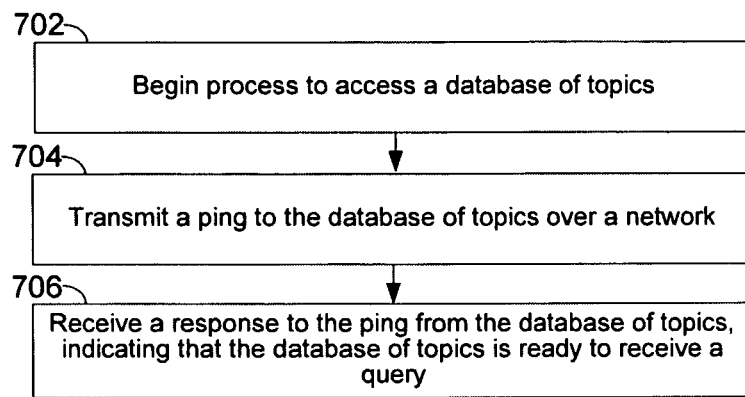 702
Begin process to access a database of topics
704
Transmit a ping to the database of topics over a network
706
Receive a response to the ping from the database of topics,
indicating that the database of topics is ready to receive a
query